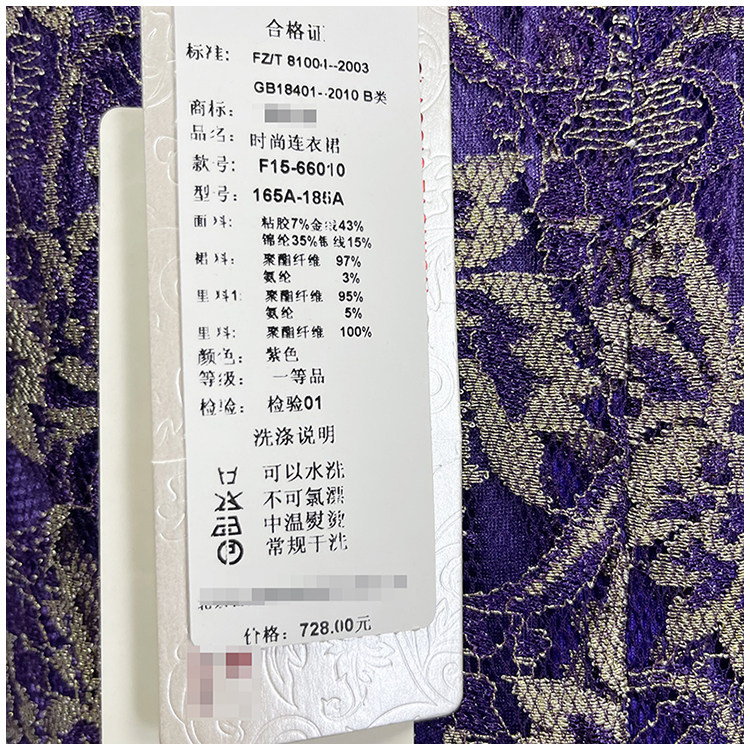 合格证
标准: FZ/T 81004--2003
GB18401--2010 B类
商标:
品名: 时尚连衣裙
款号: F15-66010
型号: 165A-185A
面料: 粘胶7%金线43%
锦纶35%银线15%
裙料: 聚酯纤维 97%
氨纶 3%
里料1: 聚酯纤维 95%
氨纶 5%
里料: 聚酯纤维 100%
颜色: 紫色
等级: 一等品
检验: 检验01
洗涤说明
可以水洗
不可氯漂
中温熨烫
常规干洗
价格: 728.00元